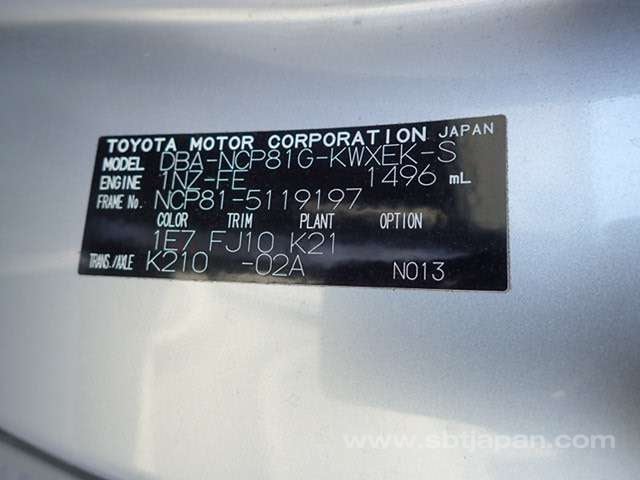 TOYOTA MOTOR CORPORATION JAPAN
MODEL DBA-NCP81G-KWXEK-S
ENGINE 1NZ-FE 1496 mL
FRAME No. NCP81-5119197
COLOR TRIM PLANT OPTION
1E7 FJ10 K21
TRANS./AXLE K210 -02A N013
www.sbtjapan.com